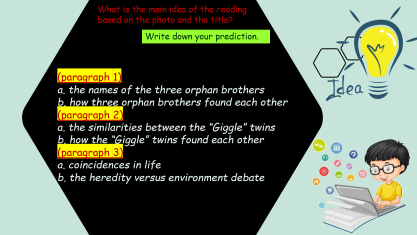 What is the main idea of the reading
based on the photo and the title?
Write down your prediction.
(paragraph 1)
a. the names of the three orphan brothers
b. how three orphan brothers found each other
(paragraph 2)
a. the similarities between the “Giggle” twins
b. how the “Giggle” twins found each other
(paragraph 3)
a. coincidences in life
b. the heredity versus environment debate
Idea